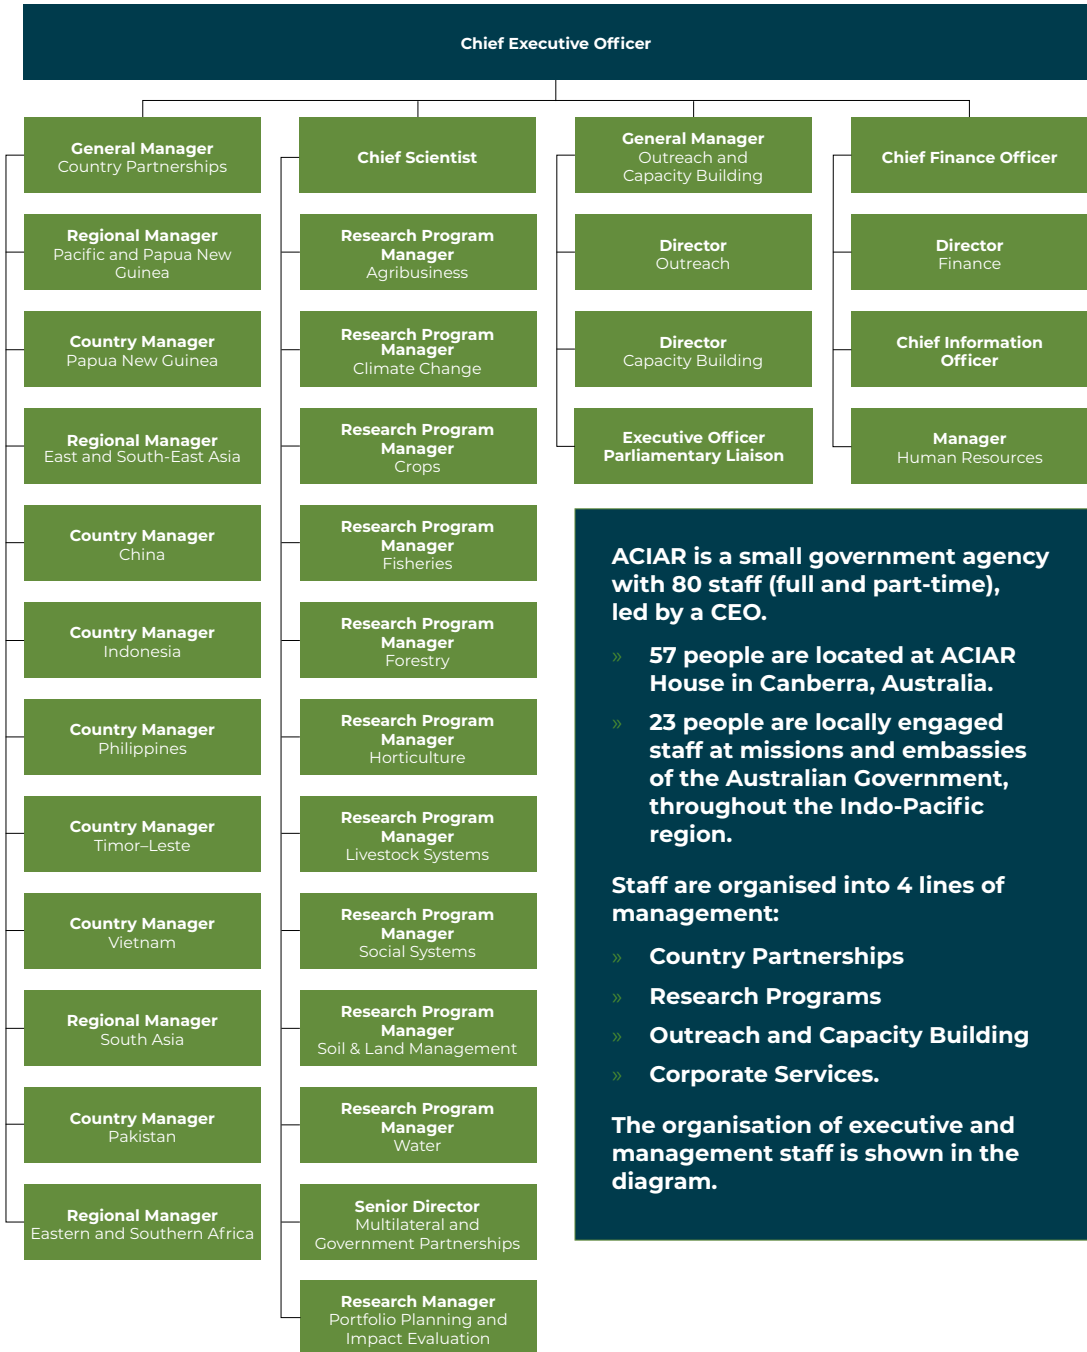 Chief Executive Officer
General Manager
Country Partnerships
Regional Manager
Pacific and Papua New
Guinea
Country Manager
Papua New Guinea
Regional Manager
East and South-East Asia
Country Manager
China
Country Manager
Indonesia
Country Manager
Philippines
Country Manager
Timor–Leste
Country Manager
Vietnam
Regional Manager
South Asia
Country Manager
Pakistan
Regional Manager
Eastern and Southern Africa
Chief Scientist
Research Program
Manager
Agribusiness
Research Program
Manager
Climate Change
Research Program
Manager
Crops
Research Program
Manager
Fisheries
Research Program
Manager
Forestry
Research Program
Manager
Horticulture
Research Program
Manager
Livestock Systems
Research Program
Manager
Social Systems
Research Program
Manager
Soil & Land Management
Research Program
Manager
Water
Senior Director
Multilateral and
Government Partnerships
Research Manager
Portfolio Planning and
Impact Evaluation
General Manager
Outreach and
Capacity Building
Director
Outreach
Director
Capacity Building
Executive Officer
Parliamentary Liaison
Chief Finance Officer
Director
Finance
Chief Information
Officer
Manager
Human Resources
ACIAR is a small government agency
with 80 staff (full and part-time),
led by a CEO.
» 57 people are located at ACIAR
House in Canberra, Australia.
» 23 people are locally engaged
staff at missions and embassies
of the Australian Government,
throughout the Indo-Pacific
region.
Staff are organised into 4 lines of
management:
» Country Partnerships
» Research Programs
» Outreach and Capacity Building
» Corporate Services.
The organisation of executive and
management staff is shown in the
diagram.